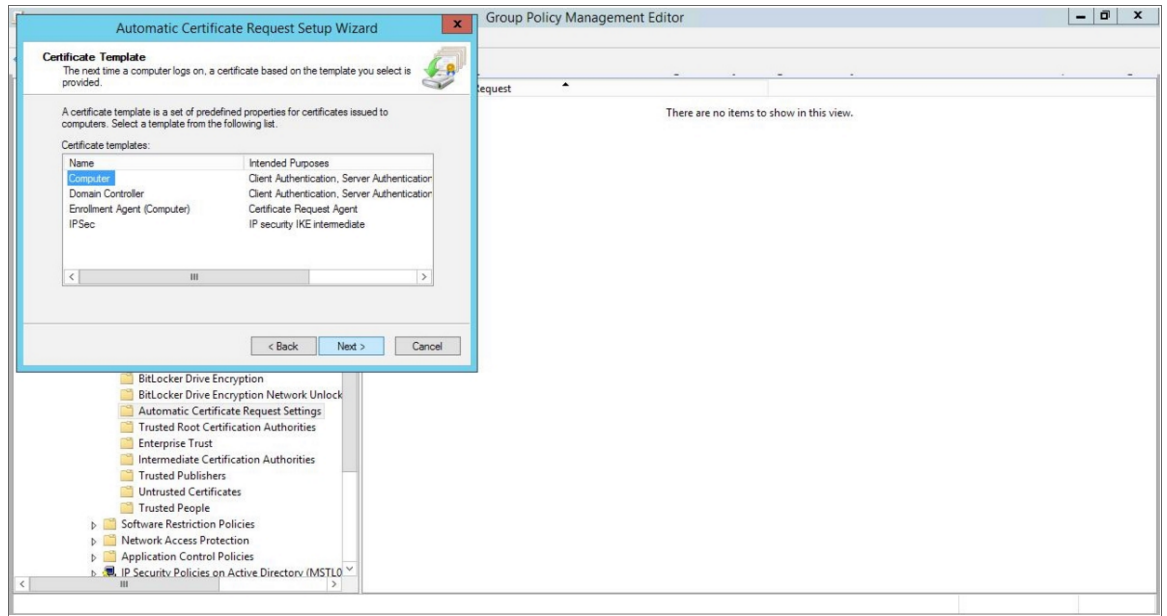 Automatic Certificate Request Setup Wizard
x
Group Policy Management Editor
x
Certificate Template
The next time a computer logs on, a certificate based on the template you select is
provided.
A certificate template is a set of predefined properties for certificates issued to
computers. Select a template from the following list.
Certificate templates:
Name Intended Purposes
Computer Client Authentication, Server Authentication
Domain Controller Client Authentication, Server Authentication
Enrollment Agent (Computer) Certificate Request Agent
IPSec IP security IKE intermediate
< Back Next > Cancel
There are no items to show in this view.
BitLocker Drive Encryption
BitLocker Drive Encryption Network Unlock
Automatic Certificate Request Settings
Trusted Root Certification Authorities
Enterprise Trust
Intermediate Certification Authorities
Trusted Publishers
Untrusted Certificates
Trusted People
Software Restriction Policies
Network Access Protection
Application Control Policies
IP Security Policies on Active Directory (MSTL0